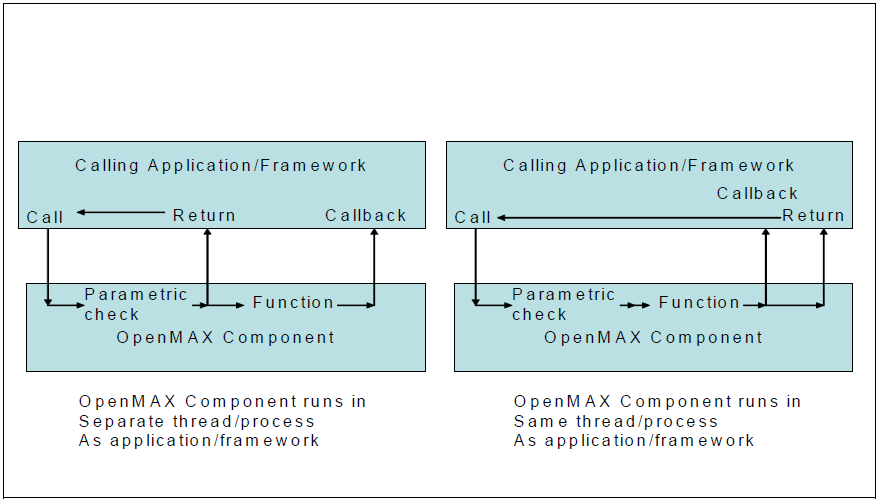 Calling Application/Framework
Call
Return
Callback
Parametric
check
Function
OpenMAX Component
OpenMAX Component runs in
Separate thread/process
As application/framework
Calling Application/Framework
Callback
Call
Return
Parametric
check
Function
OpenMAX Component
OpenMAX Component runs in
Same thread/process
As application/framework